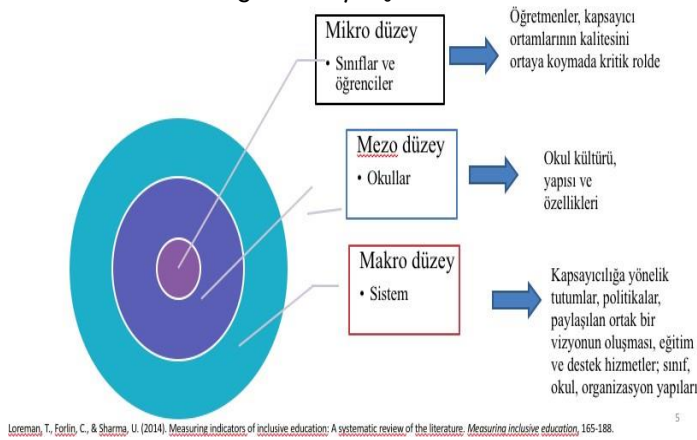 Mikro düzey
• Sınıflar ve
öğrenciler
Öğretmenler, kapsayıcı
ortamlarının kalitesini
ortaya koymada kritik rolde
Mezo düzey
• Okullar
Okul kültürü,
yapısı ve
özellikleri
Makro düzey
• Sistem
Kapsayıcılığa yönelik
tutumlar, politikalar,
paylaşılan ortak bir
vizyonun oluşması, eğitim
ve destek hizmetler; sınıf,
okul, organizasyon yapıları
5
Loreman, T., Forlin, C., & Sharma, U. (2014). Measuring indicators of inclusive education: A systematic review of the literature. Measuring inclusive education, 165-188.